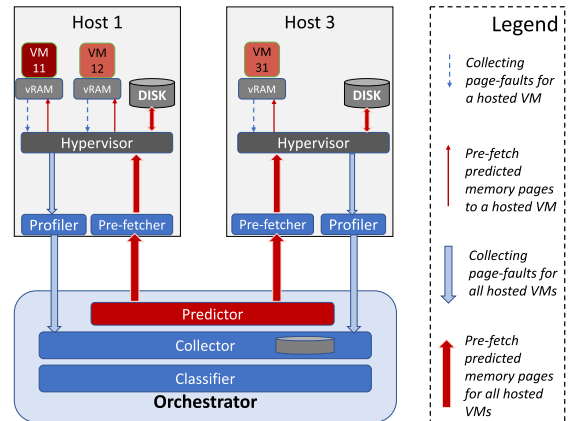 Host 1
VM
11
VM
12
vRAM
vRAM
DISK
Hypervisor
Profiler
Pre-fetcher
Host 3
VM
31
vRAM
DISK
Hypervisor
Pre-fetcher
Profiler
Predictor
Collector
Classifier
Orchestrator
Legend
Collecting
page-faults for
a hosted VM
Pre-fetch
predicted
memory pages
to a hosted VM
Collecting
page-faults for
all hosted VMs
Pre-fetch
predicted
memory pages
for all hosted
VMs